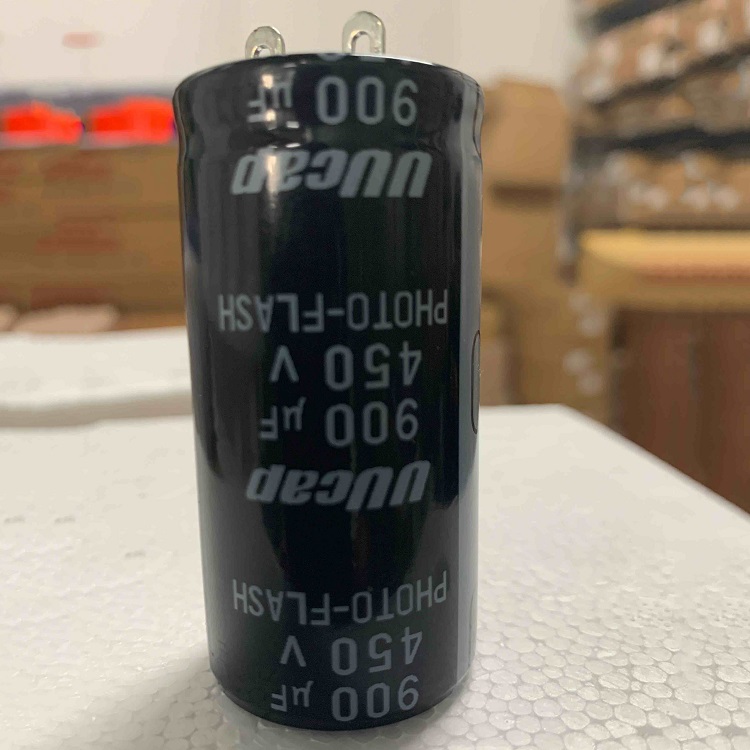 900 µF
450 V
PHOTO-FLASH
UUcap
900 µF
450 V
PHOTO-FLASH
UUcap
900 µF